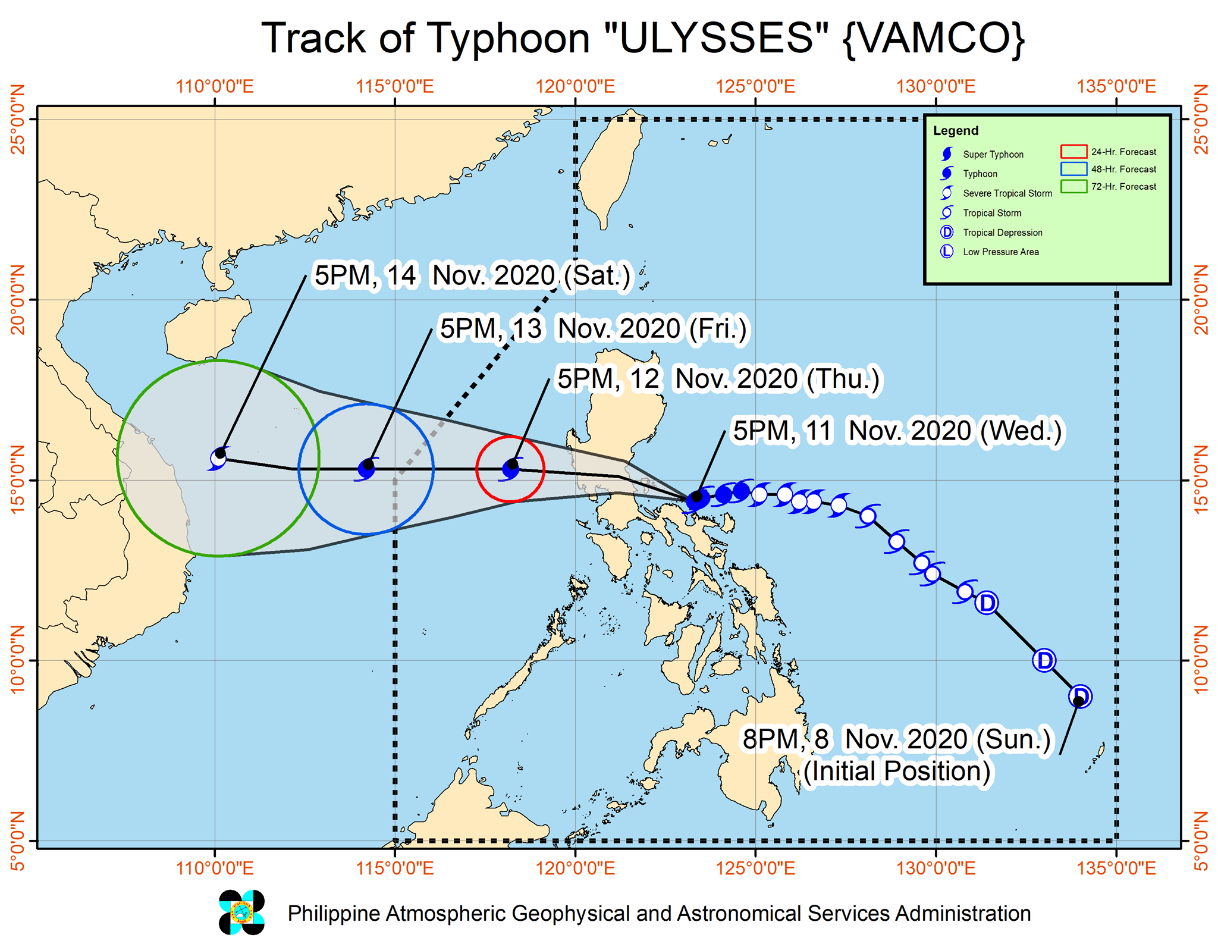 Track of Typhoon "ULYSSES" {VAMCO}
110°0'0"E 115°0'0"E 120°0'0"E 125°0'0"E 130°0'0"E 135°0'0"E
25°0'0"N
25°0'0"N
Legend
Super Typhoon
Typhoon
Severe Tropical Storm
Tropical Storm
D Tropical Depression
L Low Pressure Area
24-Hr. Forecast
48-Hr. Forecast
72-Hr. Forecast
20°0'0"N
20°0'0"N
5PM, 14 Nov. 2020 (Sat.)
5PM, 13 Nov. 2020 (Fri.)
5PM, 12 Nov. 2020 (Thu.)
5PM, 11 Nov. 2020 (Wed.)
15°0'0"N
15°0'0"N
D
D
D
10°0'0"N
10°0'0"N
8PM, 8 Nov. 2020 (Sun.)
(Initial Position)
5°0'0"N
5°0'0"N
110°0'0"E 115°0'0"E 120°0'0"E 125°0'0"E 130°0'0"E 135°0'0"E
Philippine Atmospheric Geophysical and Astronomical Services Administration